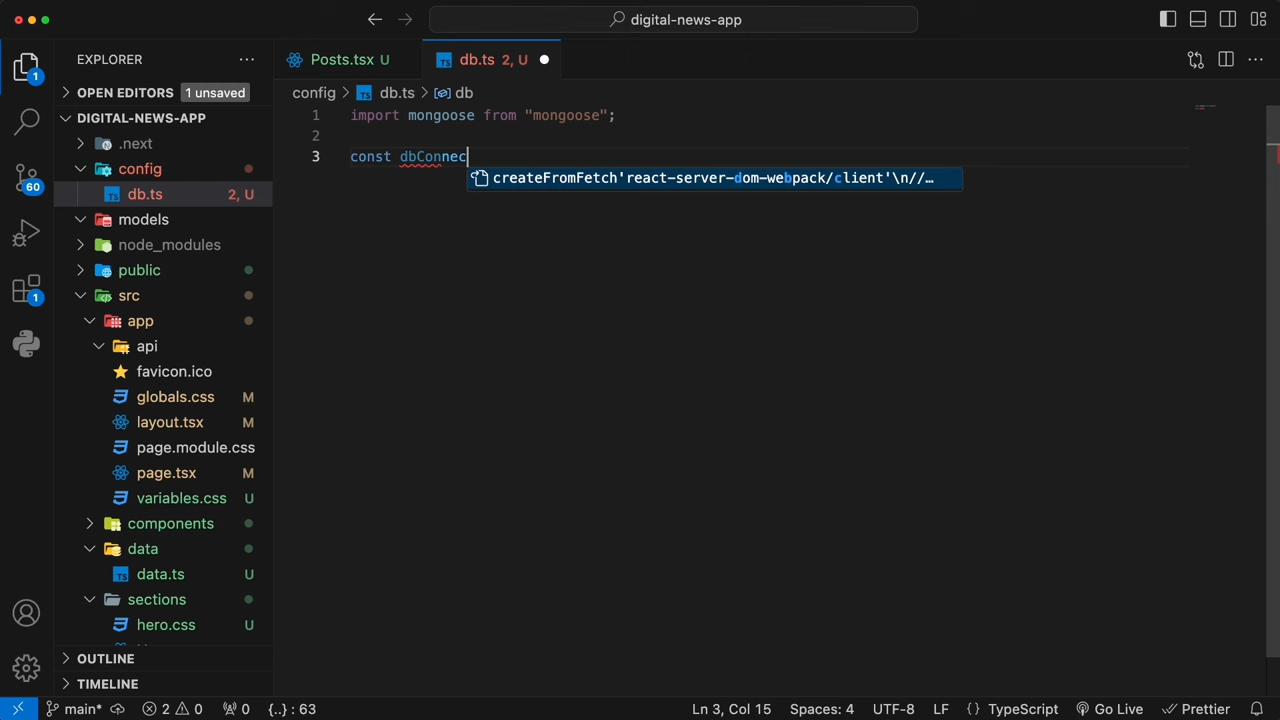 digital-news-app
EXPLORER
Posts.tsx U
db.ts 2, U
OPEN EDITORS 1 unsaved
config > db.ts > db
DIGITAL-NEWS-APP
1 import mongoose from "mongoose";
.next
2
config
3 const dbConnec
createFromFetch'react-server-dom-webpack/client'\n//…
db.ts 2, U
models
node_modules
public
src
app
api
favicon.ico
globals.css M
layout.tsx M
page.module.css
page.tsx M
variables.css U
components
data
data.ts U
sections
hero.css U
OUTLINE
TIMELINE
1
60
1
main* 2 0 0 {..} : 63 Ln 3, Col 15 Spaces: 4 UTF-8 LF {} TypeScript Go Live Prettier